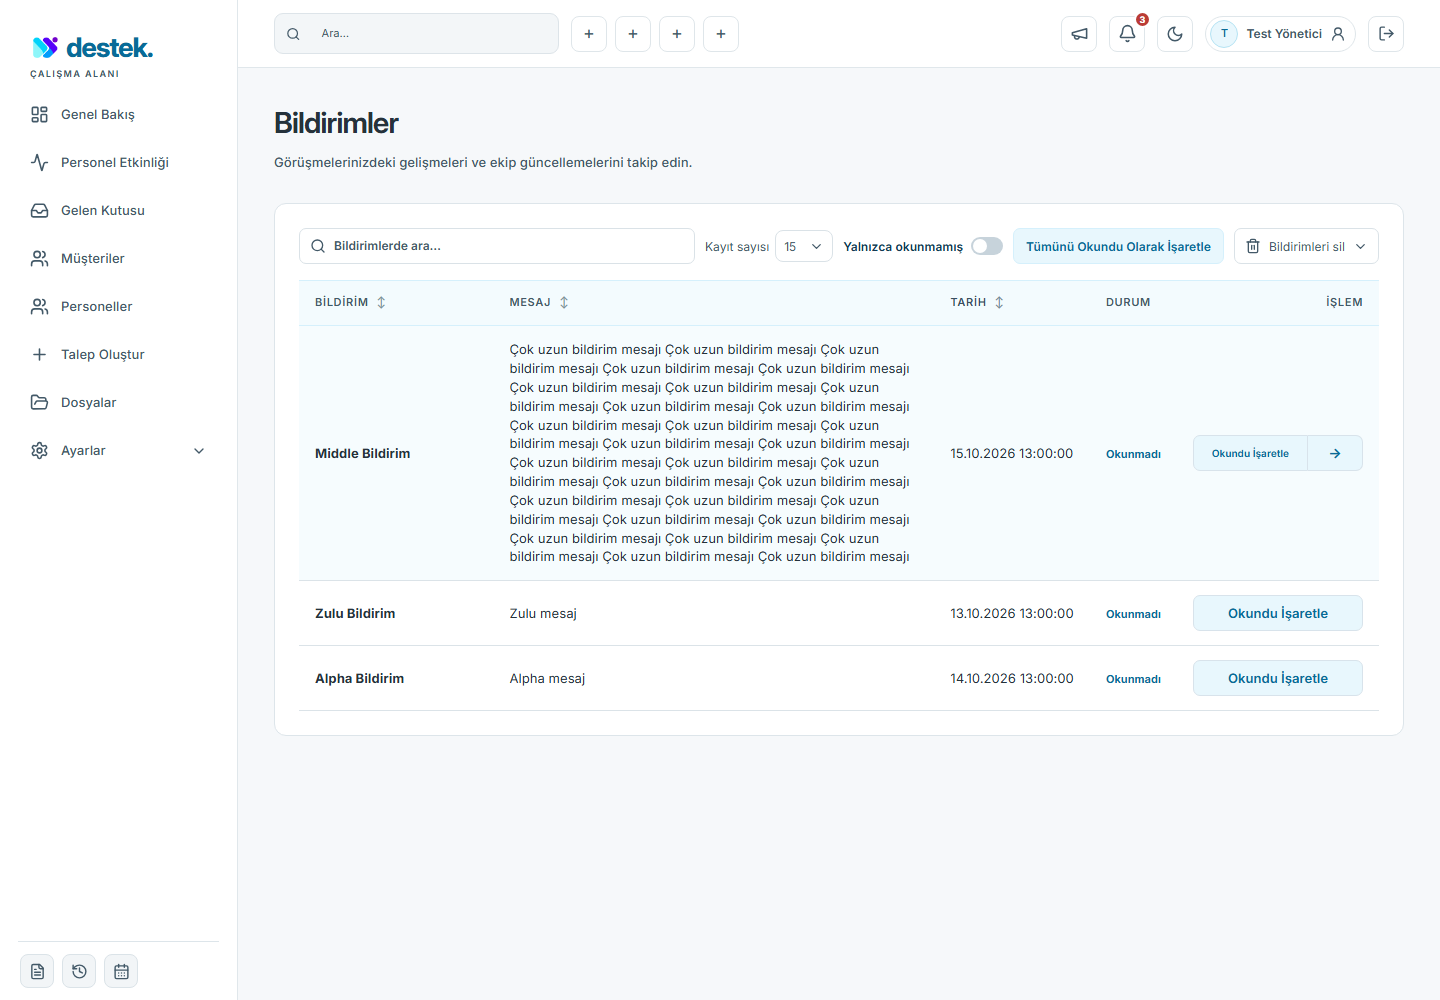 destek.
ÇALIŞMA ALANI
Genel Bakış
Personel Etkinliği
Gelen Kutusu
Müşteriler
Personeller
Talep Oluştur
Dosyalar
Ayarlar
Ara...
3
T
Test Yönetici
Bildirimler
Görüşmelerinizdeki gelişmeleri ve ekip güncellemelerini takip edin.
Bildirimlerde ara...
Kayıt sayısı
15
Yalnızca okunmamış
Tümünü Okundu Olarak İşaretle
Bildirimleri sil
BİLDİRİM
MESAJ
TARİH
DURUM
İŞLEM
Middle Bildirim
Çok uzun bildirim mesajı Çok uzun bildirim mesajı Çok uzun
bildirim mesajı Çok uzun bildirim mesajı Çok uzun bildirim mesajı
Çok uzun bildirim mesajı Çok uzun bildirim mesajı Çok uzun
bildirim mesajı Çok uzun bildirim mesajı Çok uzun bildirim mesajı
Çok uzun bildirim mesajı Çok uzun bildirim mesajı Çok uzun
bildirim mesajı Çok uzun bildirim mesajı Çok uzun bildirim mesajı
Çok uzun bildirim mesajı Çok uzun bildirim mesajı Çok uzun
bildirim mesajı Çok uzun bildirim mesajı Çok uzun bildirim mesajı
Çok uzun bildirim mesajı Çok uzun bildirim mesajı Çok uzun
bildirim mesajı Çok uzun bildirim mesajı Çok uzun bildirim mesajı
Çok uzun bildirim mesajı Çok uzun bildirim mesajı Çok uzun
bildirim mesajı Çok uzun bildirim mesajı Çok uzun bildirim mesajı
15.10.2026 13:00:00
Okunmadı
Okundu İşaretle
Zulu Bildirim
Zulu mesaj
13.10.2026 13:00:00
Okunmadı
Okundu İşaretle
Alpha Bildirim
Alpha mesaj
14.10.2026 13:00:00
Okunmadı
Okundu İşaretle